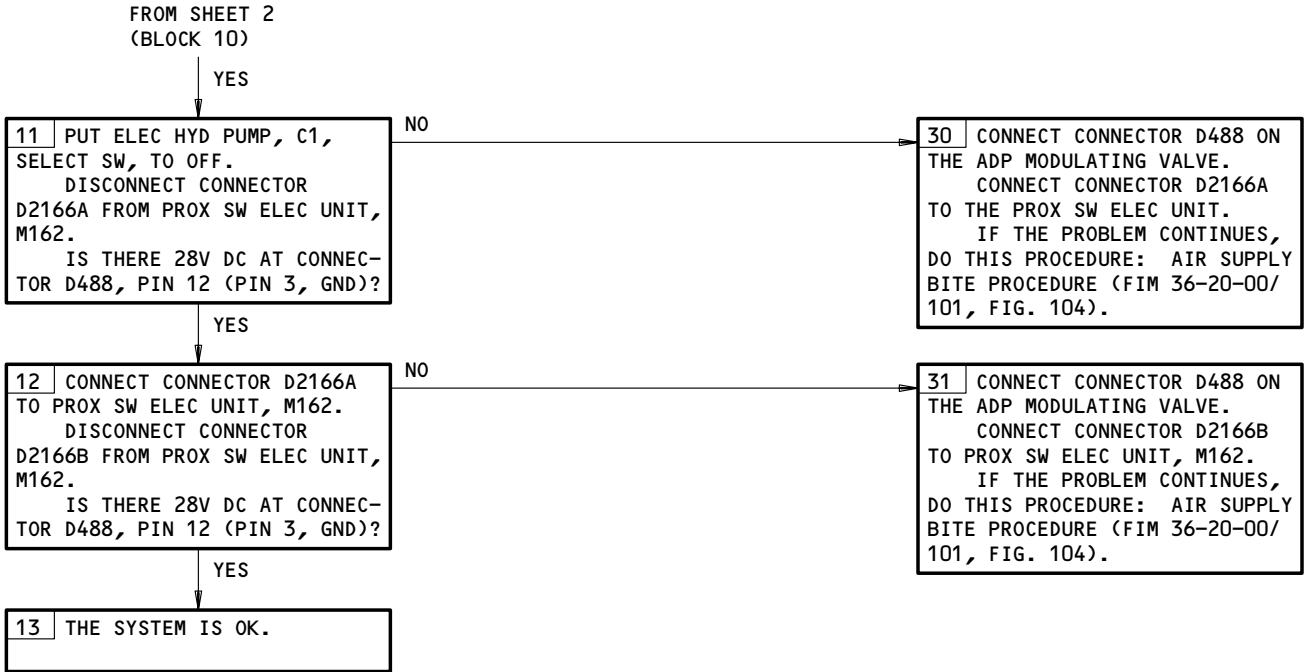 FROM SHEET 2
(BLOCK 10)
YES
11 PUT ELEC HYD PUMP, C1,
SELECT SW, TO OFF.
DISCONNECT CONNECTOR
D2166A FROM PROX SW ELEC UNIT,
M162.
IS THERE 28V DC AT CONNEC-
TOR D488, PIN 12 (PIN 3, GND)?
NO
30 CONNECT CONNECTOR D488 ON
THE ADP MODULATING VALVE.
CONNECT CONNECTOR D2166A
TO THE PROX SW ELEC UNIT.
IF THE PROBLEM CONTINUES,
DO THIS PROCEDURE: AIR SUPPLY
BITE PROCEDURE (FIM 36-20-00/
101, FIG. 104).
YES
12 CONNECT CONNECTOR D2166A
TO PROX SW ELEC UNIT, M162.
DISCONNECT CONNECTOR
D2166B FROM PROX SW ELEC UNIT,
M162.
IS THERE 28V DC AT CONNEC-
TOR D488, PIN 12 (PIN 3, GND)?
NO
31 CONNECT CONNECTOR D488 ON
THE ADP MODULATING VALVE.
CONNECT CONNECTOR D2166B
TO PROX SW ELEC UNIT, M162.
IF THE PROBLEM CONTINUES,
DO THIS PROCEDURE: AIR SUPPLY
BITE PROCEDURE (FIM 36-20-00/
101, FIG. 104).
YES
13 THE SYSTEM IS OK.